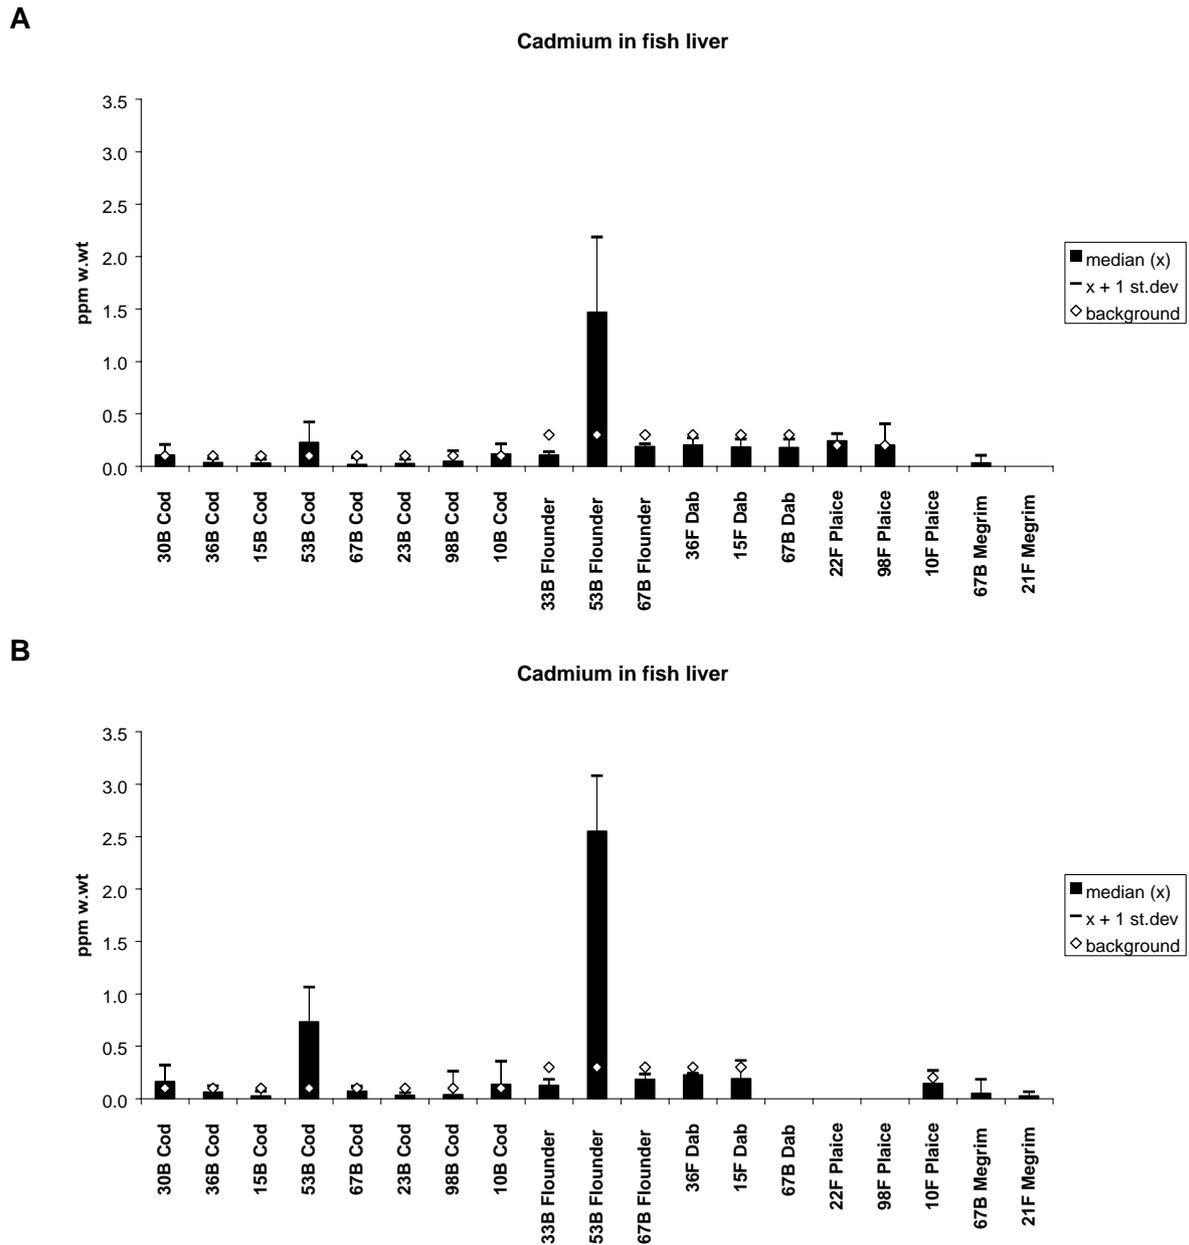 A
Cadmium in fish liver
3.5
3.0
2.5
2.0
1.5
1.0
0.5
0.0
ppm w.wt
30B Cod
36B Cod
15B Cod
53B Cod
67B Cod
23B Cod
98B Cod
10B Cod
33B Flounder
53B Flounder
67B Flounder
36F Dab
15F Dab
67B Dab
22F Plaice
98F Plaice
10F Plaice
67B Megrim
21F Megrim
median (x)
x + 1 st.dev
background
B
Cadmium in fish liver
3.5
3.0
2.5
2.0
1.5
1.0
0.5
0.0
ppm w.wt
30B Cod
36B Cod
15B Cod
53B Cod
67B Cod
23B Cod
98B Cod
10B Cod
33B Flounder
53B Flounder
67B Flounder
36F Dab
15F Dab
67B Dab
22F Plaice
98F Plaice
10F Plaice
67B Megrim
21F Megrim
median (x)
x + 1 st.dev
background